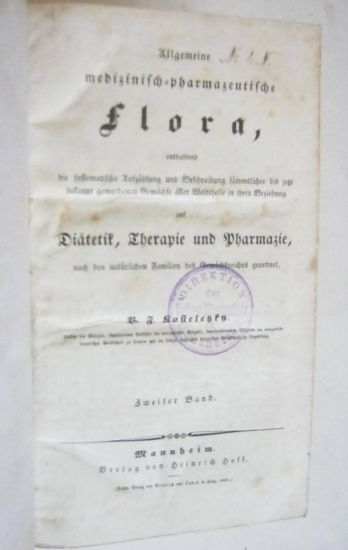 Allgemeine
medizinisch-pharmazeutische
Flora,
enthaltend
die systematische Aufzählung und Beschreibung sämmtlicher bis jetzt
bekannt gewordenen Gewächse aller Welttheile in ihrer Beziehung
auf
Diätetik, Therapie und Pharmazie,
nach den natürlichen Familien des Gewächsreiches geordnet.
DIREKTION
der
V. F. Kosteletzky.
Zweiter Band.
Mannheim.
Verlag von Heinrich Hoff.